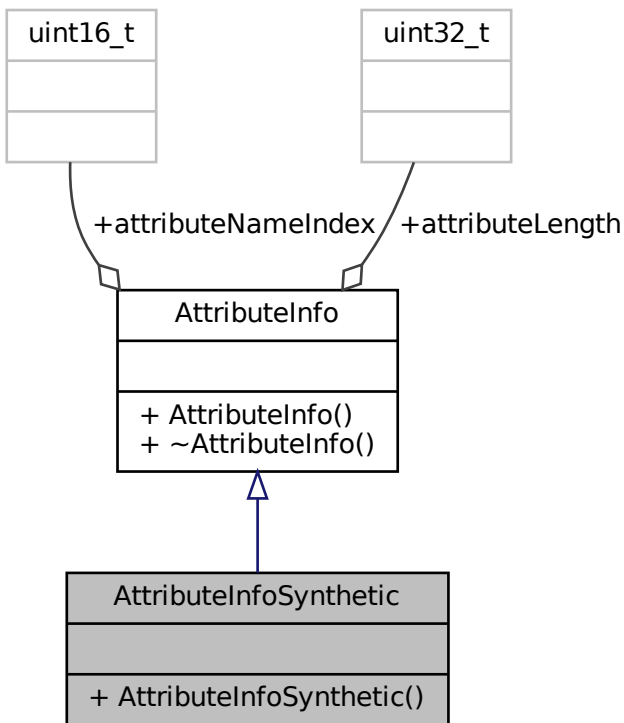 uint16_t
uint32_t
+attributeNameIndex
+attributeLength
AttributeInfo
+ AttributeInfo()
+ ~AttributeInfo()
AttributeInfoSynthetic
+ AttributeInfoSynthetic()